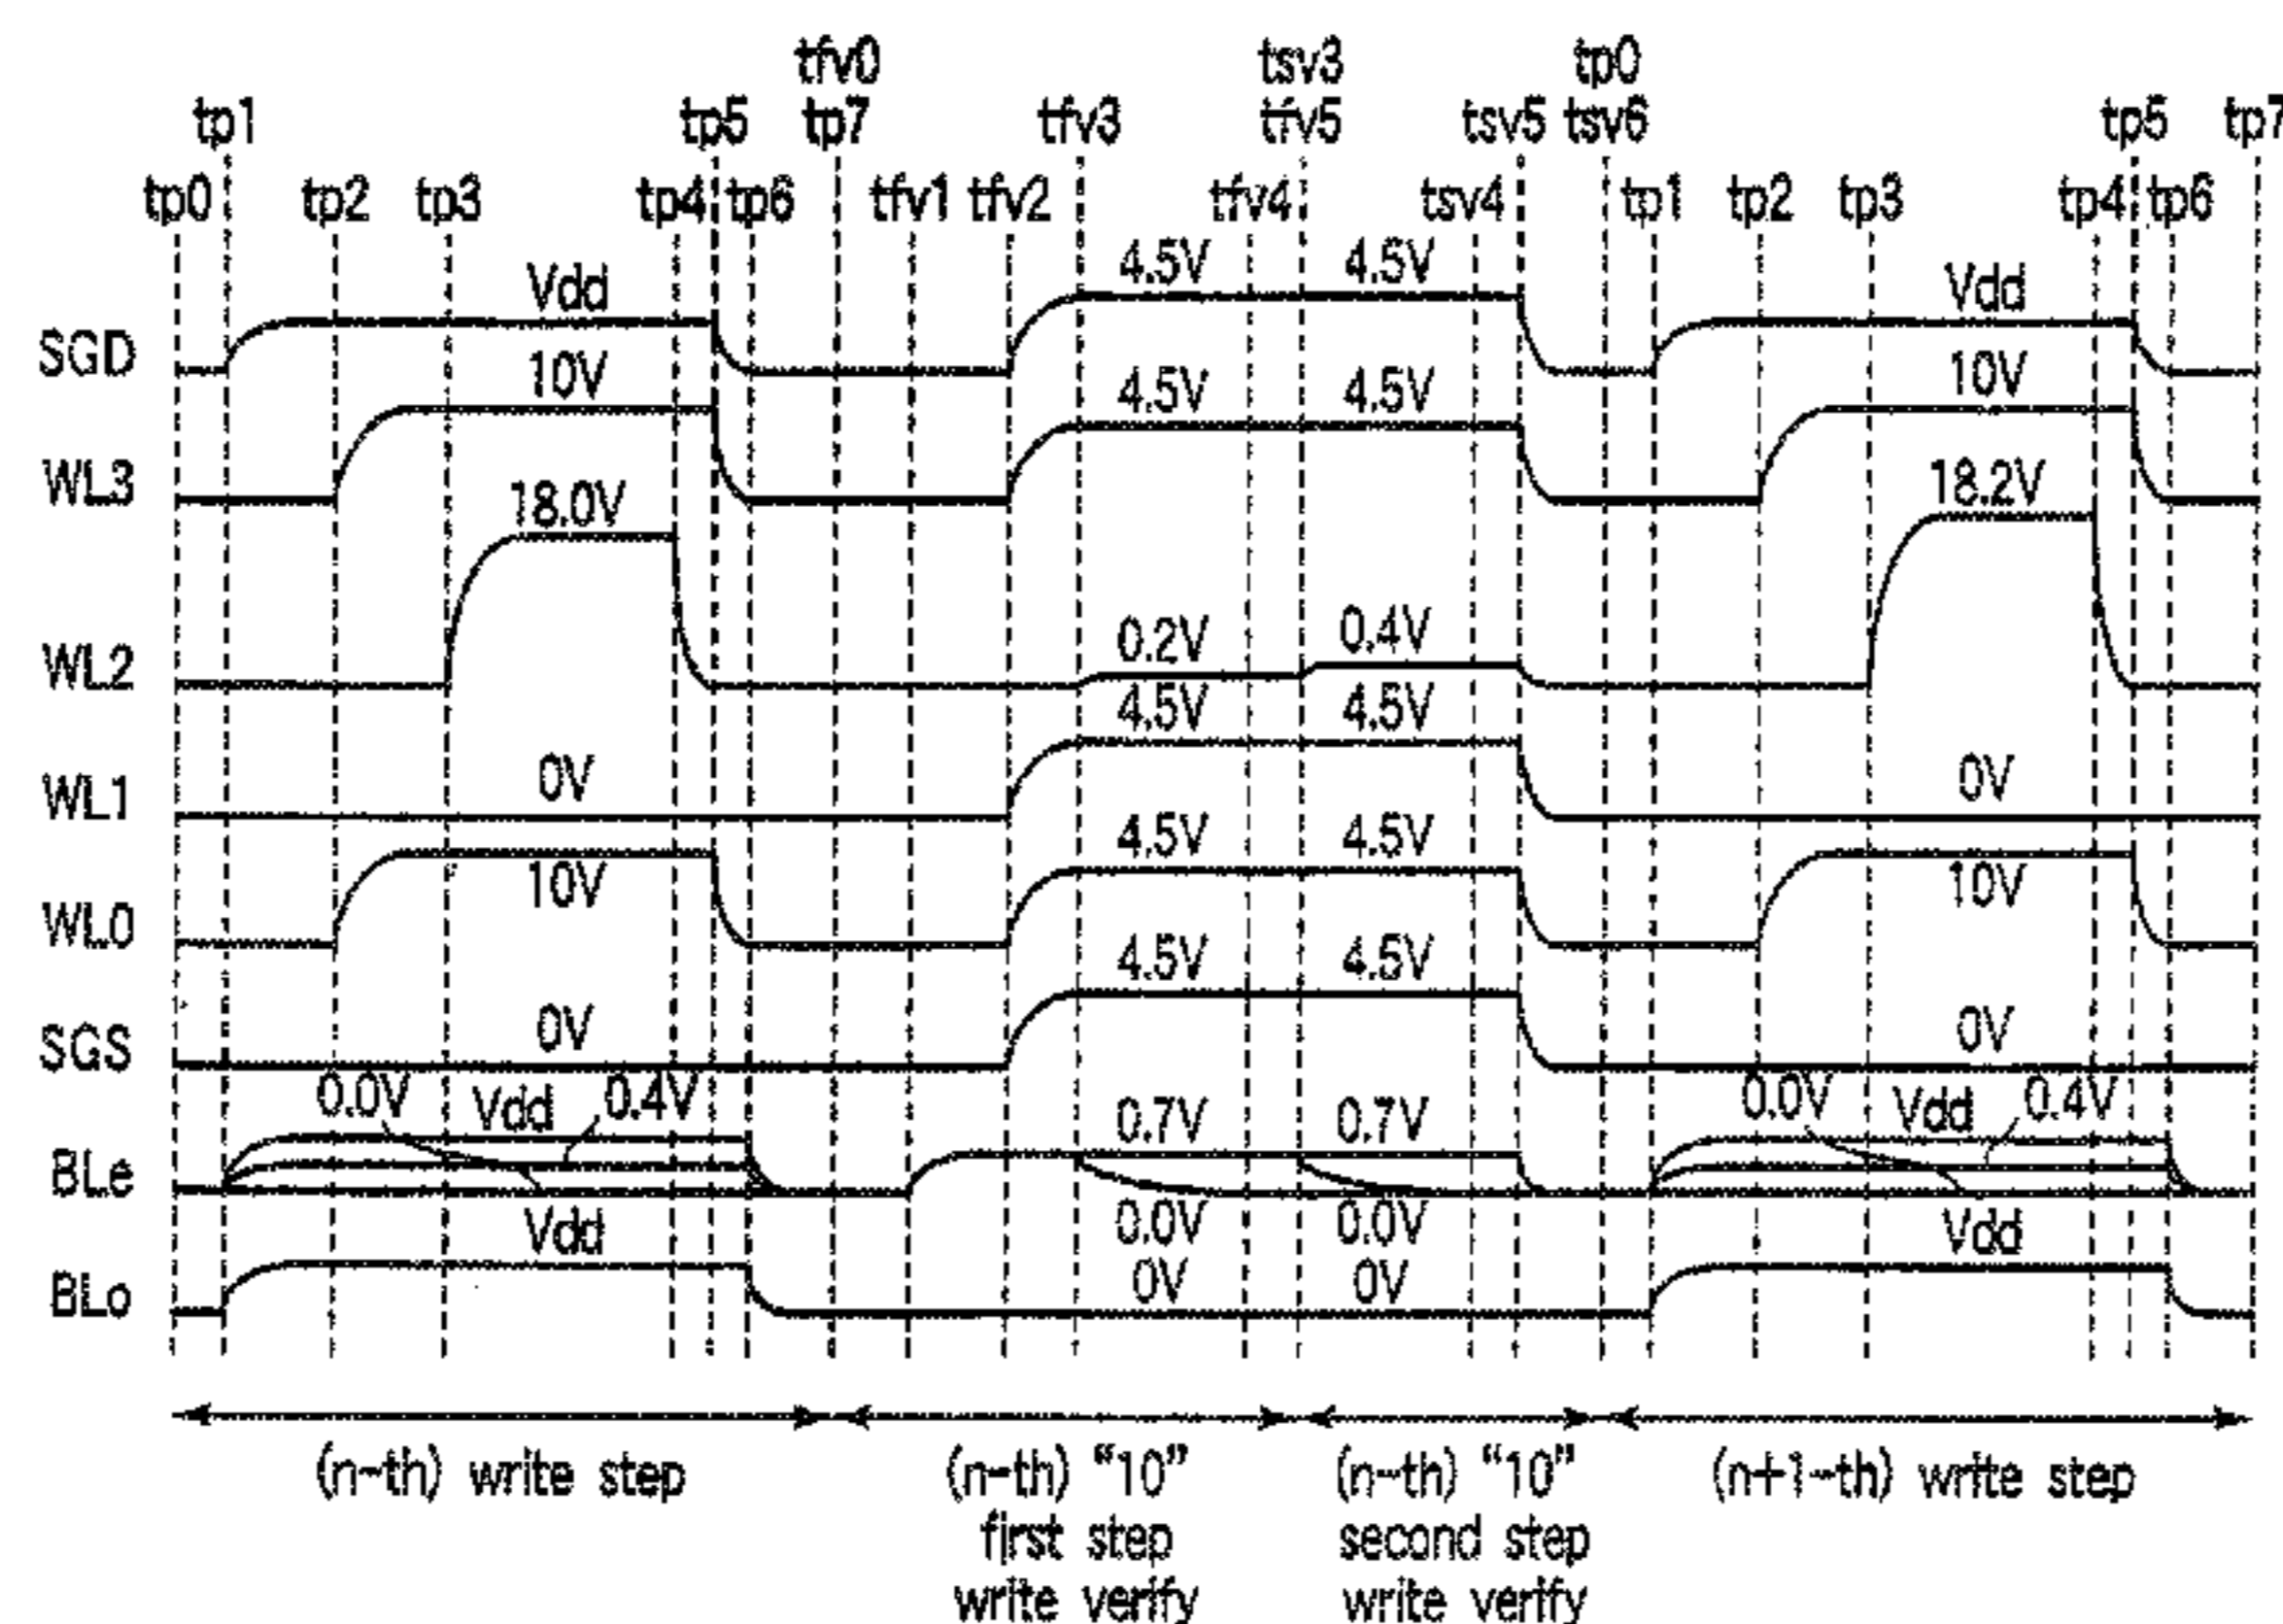 tfv0 tsv3 tp0
tp1 tp5 tp7 tfv3 tfv5 tsv5 tsv6 tp5 tp7
tp0 tp2 tp3 tp4 tp6 tfv1 tfv2 tfv4 tsv4 tp1 tp2 tp3 tp4 tp6
Vdd 4.5V 4.5V Vdd
SGD
10V 4.5V 4.5V 10V
WL3
18.0V 18.2V
0.2V 0.4V
WL2
4.5V 4.5V
0V 0V
WL1
4.5V 4.5V
10V 10V
WL0
4.5V 4.5V
0V 0V
SGS
0.0V Vdd 0.4V 0.7V 0.7V 0.0V Vdd 0.4V
BLe
Vdd 0.0V 0.0V Vdd
0V 0V
BLo
(n-th) write step (n-th) “10” (n-th) “10” (n+1-th) write step
first step second step
write verify write verify